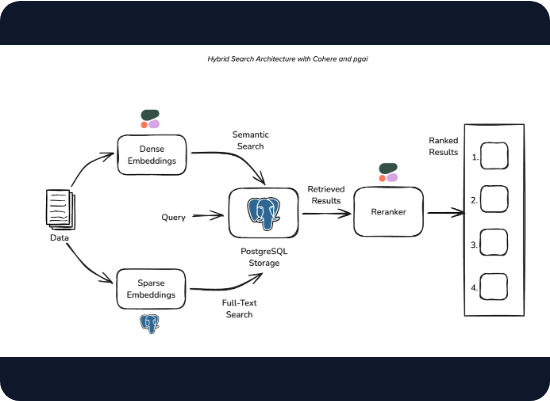 Hybrid Search Architecture with Cohere and pgai
Dense
Embeddings
Semantic
Search
Data
Query
PostgreSQL
Storage
Sparse
Embeddings
Full-Text
Search
Retrieved
Results
Reranker
Ranked
Results
1.
2.
3.
4.